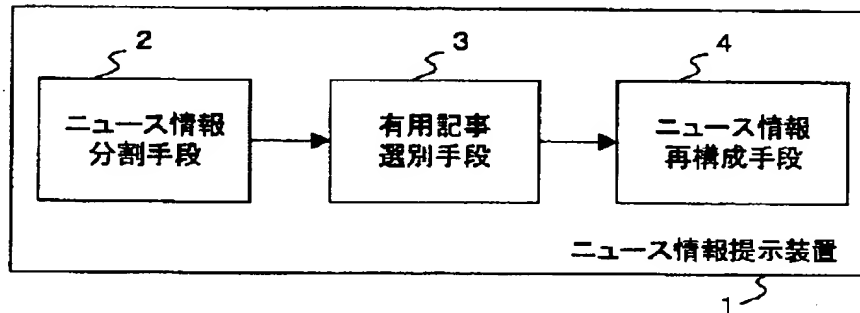 2
3
4
ニュース情報
分割手段
有用記事
選別手段
ニュース情報
再構成手段
ニュース情報提示装置
1